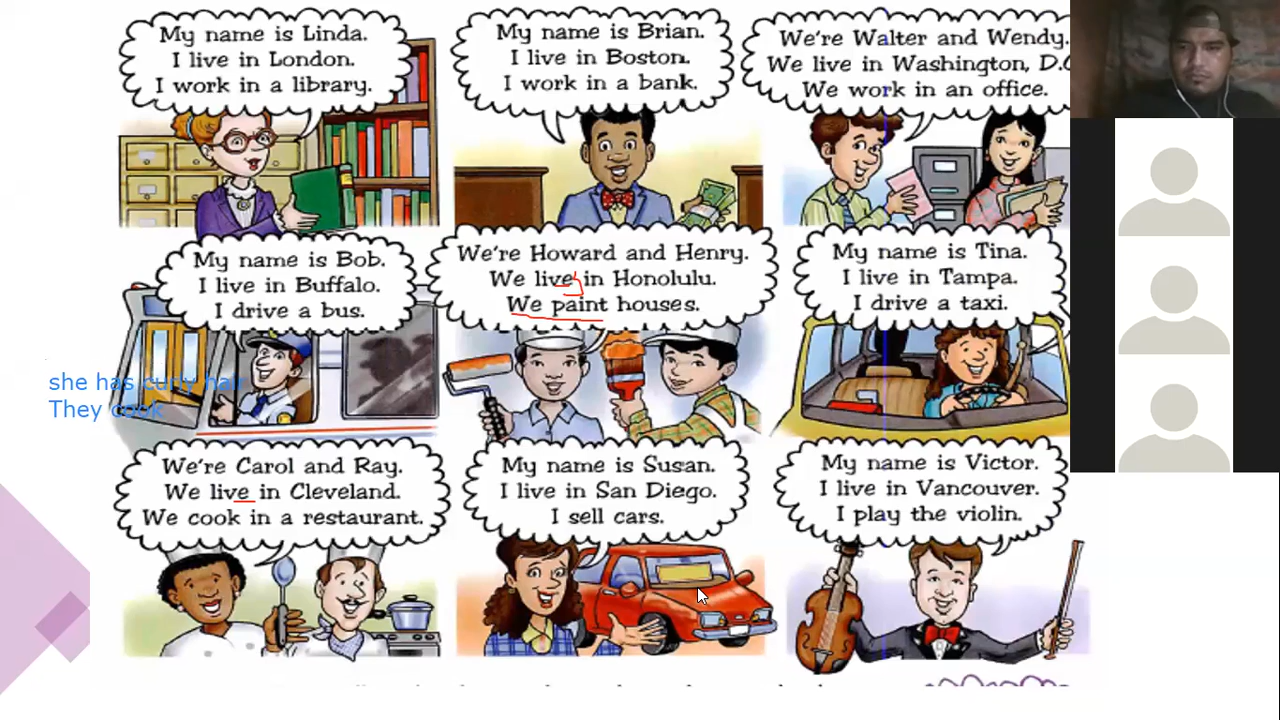 My name is Linda.
I live in London.
I work in a library.
My name is Brian.
I live in Boston.
I work in a bank.
We're Walter and Wendy.
We live in Washington, D.C
We work in an office.
My name is Bob.
I live in Buffalo.
I drive a bus.
We're Howard and Henry.
We live in Honolulu.
We paint houses.
My name is Tina.
I live in Tampa.
I drive a taxi.
she has curly hair
They cook
We're Carol and Ray.
We live in Cleveland.
We cook in a restaurant.
My name is Susan.
I live in San Diego.
I sell cars.
My name is Victor.
I live in Vancouver.
I play the violin.